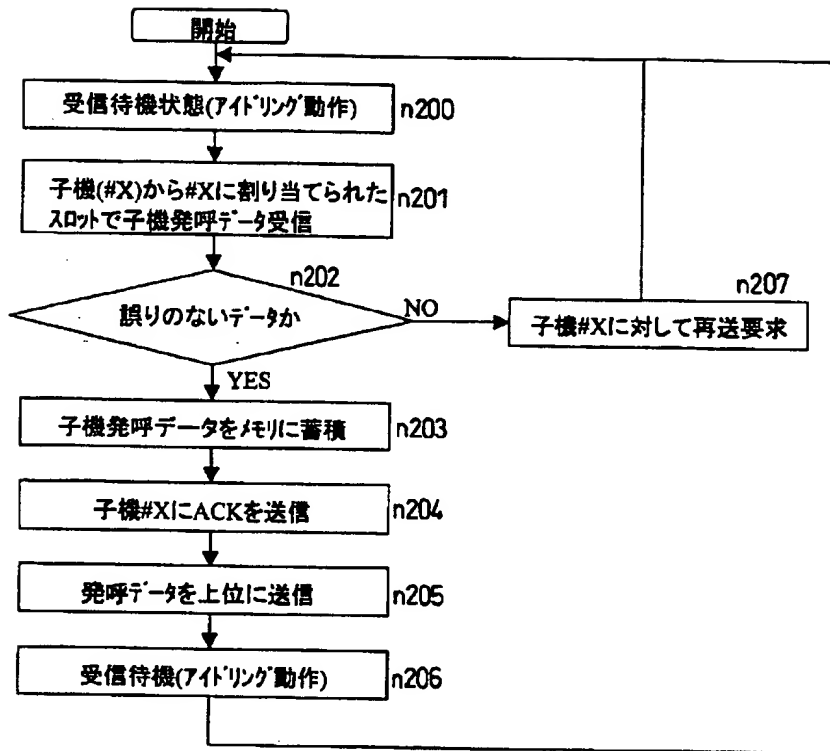 開始
受信待機状態(アイドリング動作)
n200
子機(#X)から#Xに割り当てられた
スロットで子機発呼データ受信
n201
n202
誤りのないデータか
NO
n207
子機#Xに対して再送要求
YES
子機発呼データをメモリに蓄積
n203
子機#XにACKを送信
n204
発呼データを上位に送信
n205
受信待機(アイドリング動作)
n206